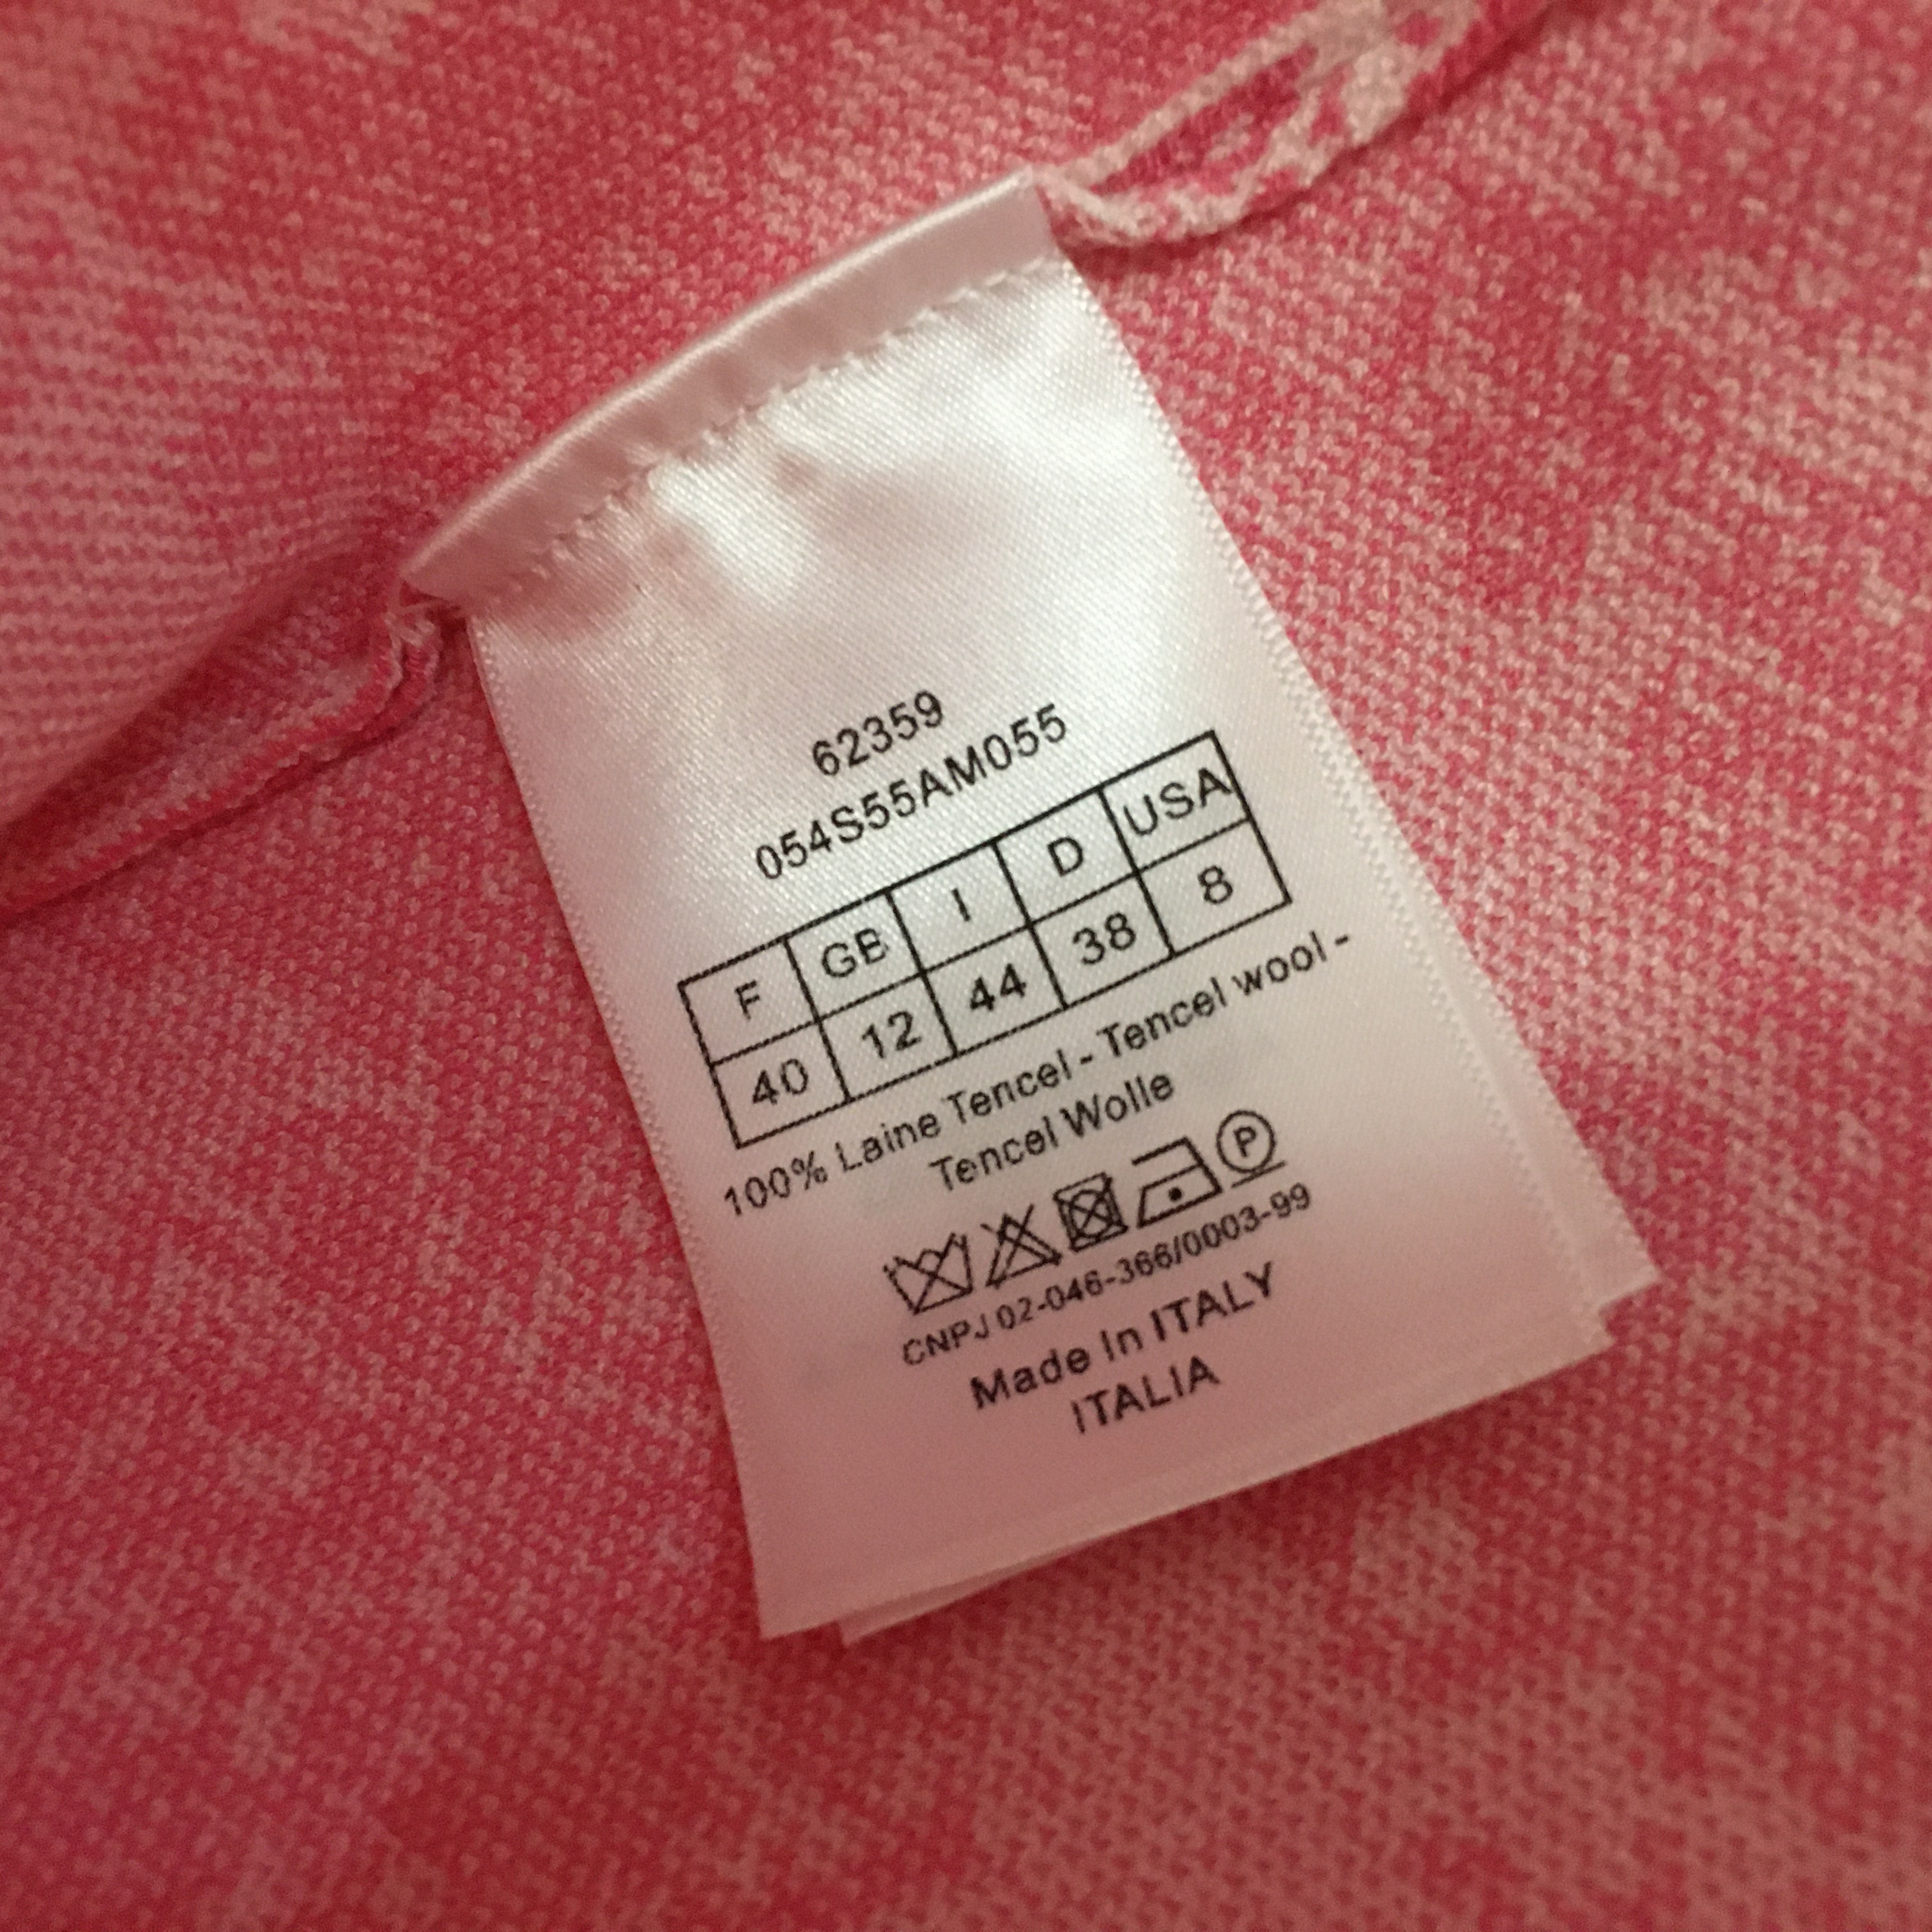 62359
054S55AM055
F GB I D USA
40 12 44 38 8
100% Laine Tencel - Tencel wool -
Tencel Wolle
P
CNPJ 02-046-366/0003-99
Made In ITALY
ITALIA